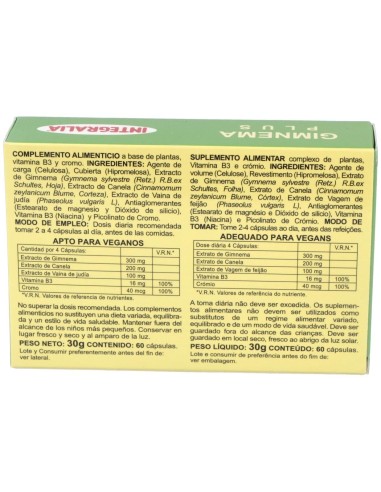 INTEGRALIA
GIMNEMA
PLUS
COMPLEMENTO ALIMENTICIO a base de plantas,
vitamina B3 y cromo. INGREDIENTES: Agente de
carga (Celulosa), Cubierta (Hipromelosa), Extracto
de Gimnema (Gymnema sylvestre (Retz.) R.B.ex
Schultes, Hoja), Extracto de Canela (Cinnamomum
zeylanicum Blume, Corteza), Extracto de Vaina de
judía (Phaseolus vulgaris L), Antiaglomerantes
(Estearato de magnesio y Dióxido de silicio),
Vitamina B3 (Niacina) y Picolinato de Cromo.
MODO DE EMPLEO: Dosis diaria recomendada
tomar 2 a 4 cápsulas al día, antes de las comidas.
APTO PARA VEGANOS
Cantidad por 4 Cápsulas: V.R.N.*
Extracto de Gimnema 300 mg
Extracto de Canela 200 mg
Extracto de Vaina de judía 100 mg
Vitamina B3 16 mg 100%
Cromo 40 mcg 100%
*V.R.N. Valores de referencia de nutrientes.
No superar la dosis recomendada. Los complementos
alimenticios no sustituyen una dieta variada, equilibra-
da y un estilo de vida saludable. Mantener fuera del
alcance de los niños más pequeños. Conservar en
lugar fresco y seco y al amparo de la luz.
PESO NETO: 30g CONTENIDO: 60 cápsulas.
Lote y Consumir preferentemente antes del fin de:
ver lateral.
SUPLEMENTO ALIMENTAR complexo de plantas,
vitamina B3 e crómio. INGREDIENTES: Agente de
volume (Celulose), Revestimento (Hipromelose), Extrato
de Gimnema (Gymnema sylvestre (Retz.) R.B.ex
Schultes, Folha), Extrato de Canela (Cinnamomum
zeylanicum Blume, Córtex), Extrato de Vagem de
feijão (Phaseolus vulgaris L), Antiaglomerantes
(Estearato de magnésio e Dióxido de silício), Vitamina
B3 (Niacina) e Picolinato de Crómio. MODO DE
TOMAR: Tome 2-4 cápsulas ao dia, antes das refeições.
ADEQUADO PARA VEGANS
Dose diária 4 Cápsulas: V.R.N.*
Extracto de Gimnema 300 mg
Extracto de Canela 200 mg
Extrato de Vagem de feijão 100 mg
Vitamina B3 16 mg 100%
Crómio 40 mcg 100%
*V.R.N. Valores de referência do nutriente.
A toma diária não deve ser excedida. Os suplemen-
tos alimentares não devem ser utilizados como
substitutos de um regime alimentar variado,
equilibrado e de um modo de vida saudável. Deve ser
guardado fora do alcance das crianças. Deve ser
guardado em local seco, fresco ao abrigo da luz solar.
PESO LÍQUIDO: 30g CONTEÚDO: 60 cápsulas.
Lote e Consumir de preferência antes do fim de:
ver embalagem.